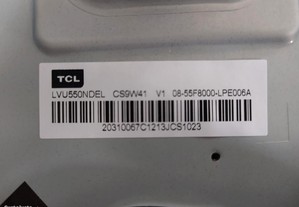 TCL
LVU550NDEL CS9W41 V1 08-55F8000-LPE006A
20310067C1213JCS1023